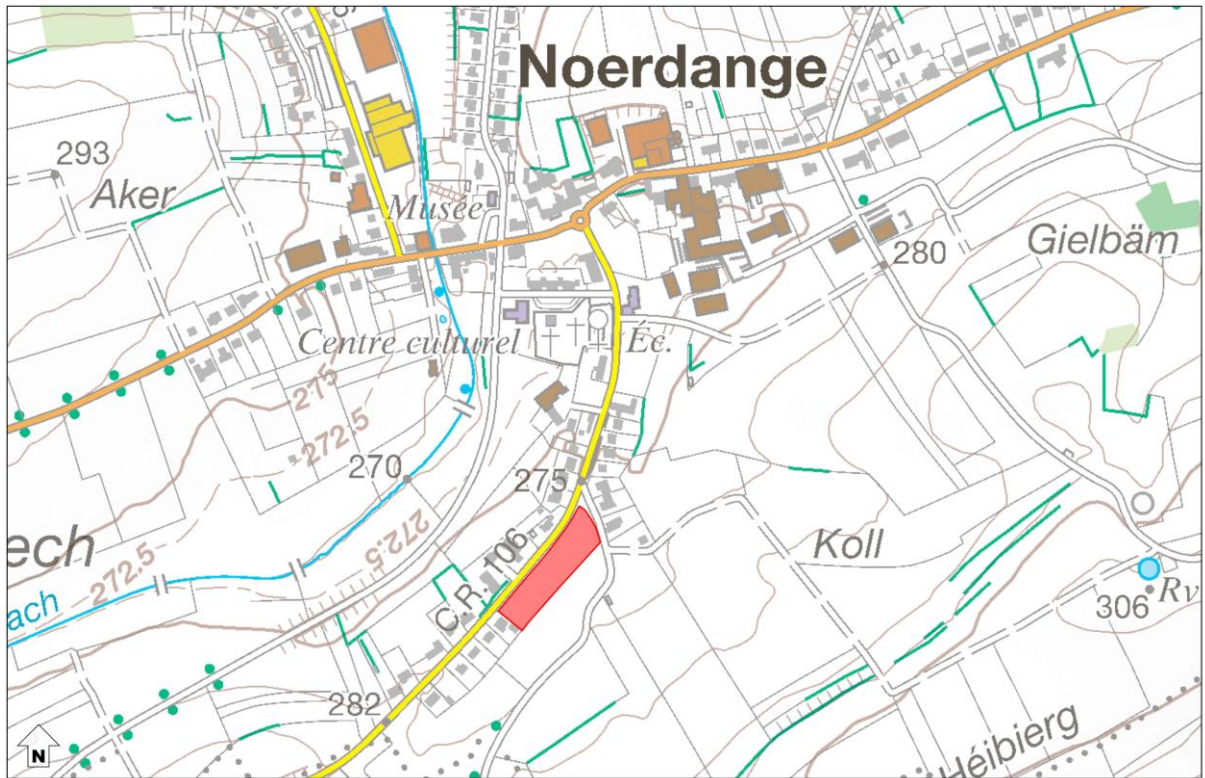 Noerdange
293
Aker
Musée
280
Gielbäm
Centre culturel
Éc.
275
272.5
270
275
272.5
ech
272.5
C.R. 106
Koll
ach
306
Rv
282
Héibierg
N